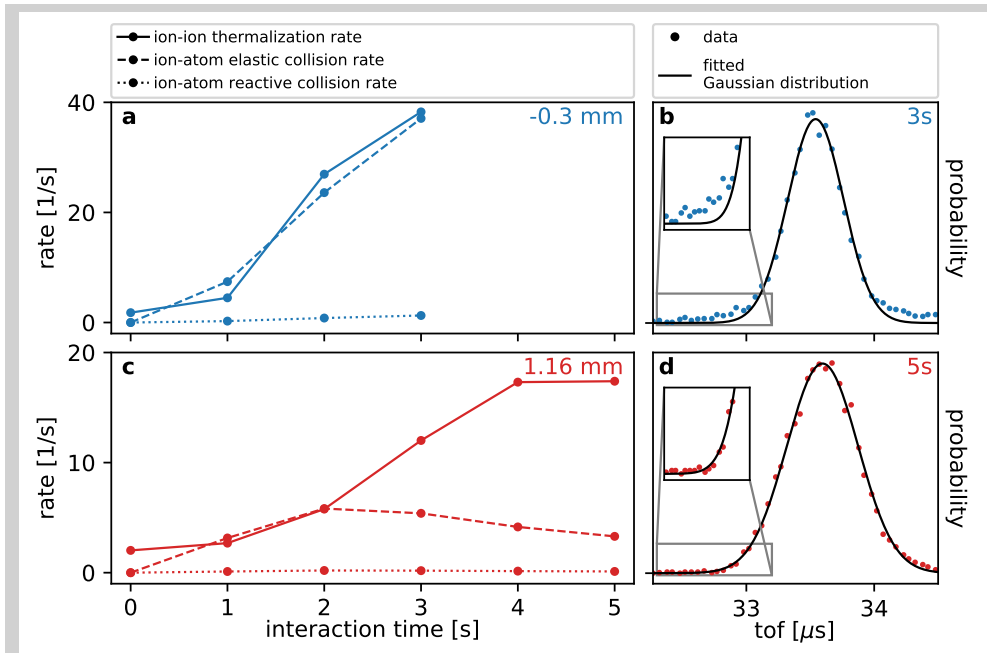 ion-ion thermalization rate
ion-atom elastic collision rate
ion-atom reactive collision rate
data
fitted
Gaussian distribution
a
-0.3 mm
40
20
0
rate [1/s]
b
3s
probability
c
1.16 mm
20
10
0
rate [1/s]
0 1 2 3 4 5
interaction time [s]
d
5s
probability
33 34
tof [μs]